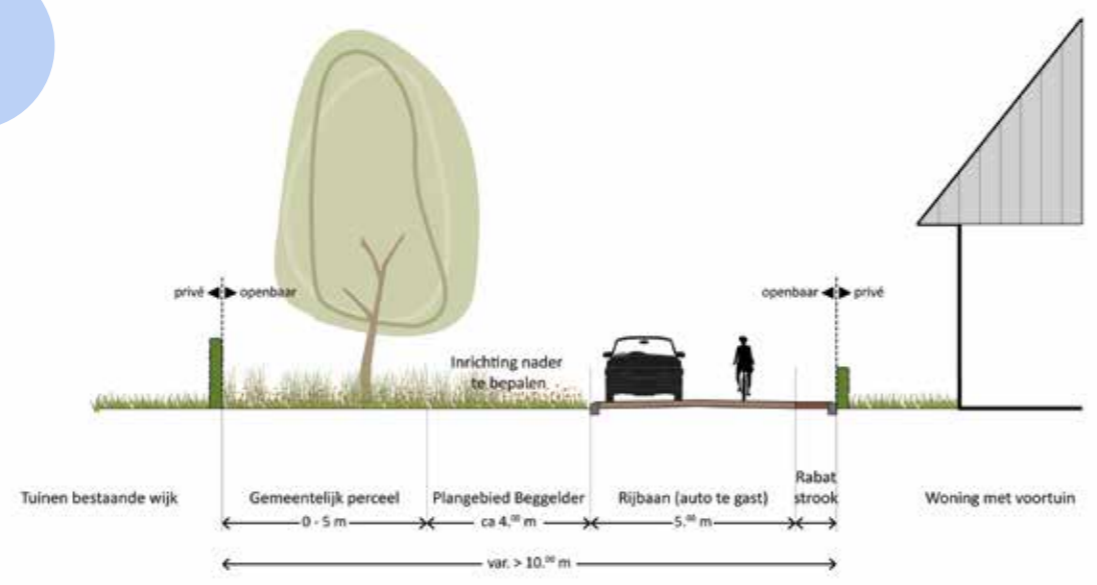 privé openbaar
openbaar privé
Inrichting nader
te bepalen
Rabat
strook
Tuinen bestaande wijk
Gemeentelijk perceel
Plangebied Beggelder
Rijbaan (auto te gast)
Woning met voortuin
0 - 5 m
ca 4.⁰⁰ m
5.⁰⁰ m
var. > 10.⁰⁰ m